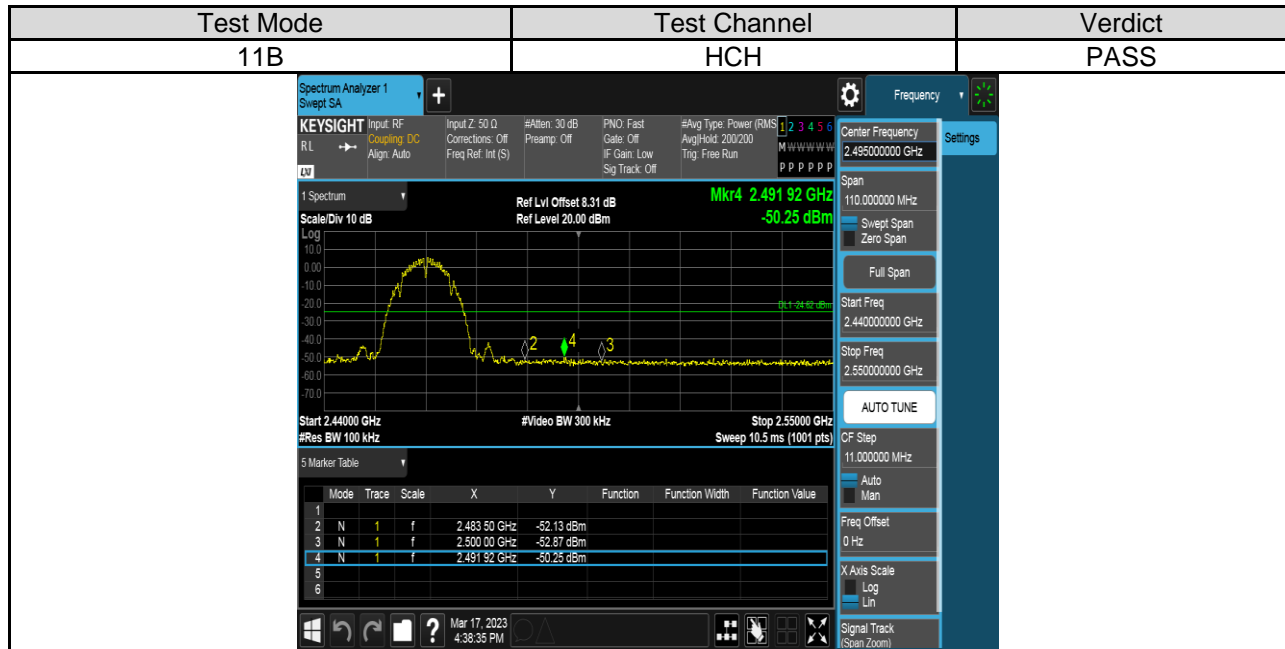 Test Mode Test Channel Verdict
11B HCH PASS
Spectrum Analyzer 1
Swept SA
+
Frequency
KEYSIGHT
RL
LXI
Input: RF
Coupling: DC
Align: Auto
Input Z: 50 Ω
Corrections: Off
Freq Ref: Int (S)
#Atten: 30 dB
Preamp: Off
PNO: Fast
Gate: Off
IF Gain: Low
Sig Track: Off
#Avg Type: Power (RMS
Avg|Hold: 200/200
Trig: Free Run
1 2 3 4 5 6
M W W W W W
P P P P P P
1 Spectrum
Scale/Div 10 dB
Ref Lvl Offset 8.31 dB
Ref Level 20.00 dBm
Mkr4 2.491 92 GHz
-50.25 dBm
Log
10.0
0.00
-10.0
-20.0
-30.0
-40.0
-50.0
-60.0
-70.0
DL1 -24.62 dBm
2 4 3
Start 2.44000 GHz #Video BW 300 kHz Stop 2.55000 GHz
#Res BW 100 kHz Sweep 10.5 ms (1001 pts)
5 Marker Table
Mode Trace Scale X Y Function Function Width Function Value
1
2 N 1 f 2.483 50 GHz -52.13 dBm
3 N 1 f 2.500 00 GHz -52.87 dBm
4 N 1 f 2.491 92 GHz -50.25 dBm
5
6
?
Mar 17, 2023
4:38:35 PM
Center Frequency
2.495000000 GHz
Settings
Span
110.000000 MHz
Swept Span
Zero Span
Full Span
Start Freq
2.440000000 GHz
Stop Freq
2.550000000 GHz
AUTO TUNE
CF Step
11.000000 MHz
Auto
Man
Freq Offset
0 Hz
X Axis Scale
Log
Lin
Signal Track
(Span Zoom)